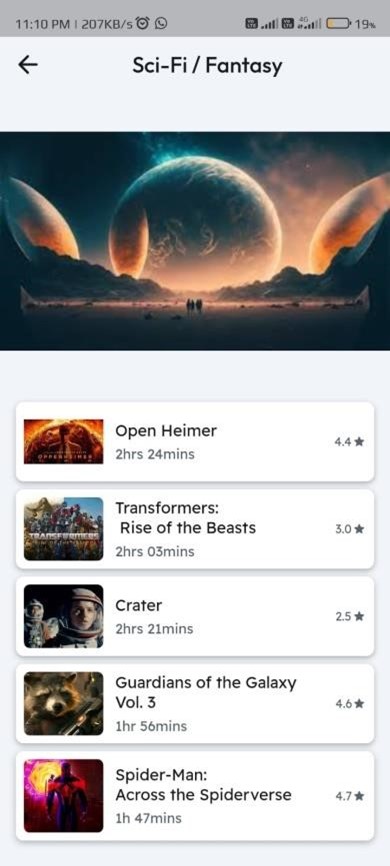 11:10 PM | 207KB/s
4G
19%
Sci-Fi / Fantasy
OPPENHEIMER
Open Heimer
2hrs 24mins
4.4
TRANSFORMERS
Transformers:
Rise of the Beasts
2hrs 03mins
3.0
Crater
2hrs 21mins
2.5
Guardians of the Galaxy
Vol. 3
1hr 56mins
4.6
Spider-Man:
Across the Spiderverse
1h 47mins
4.7